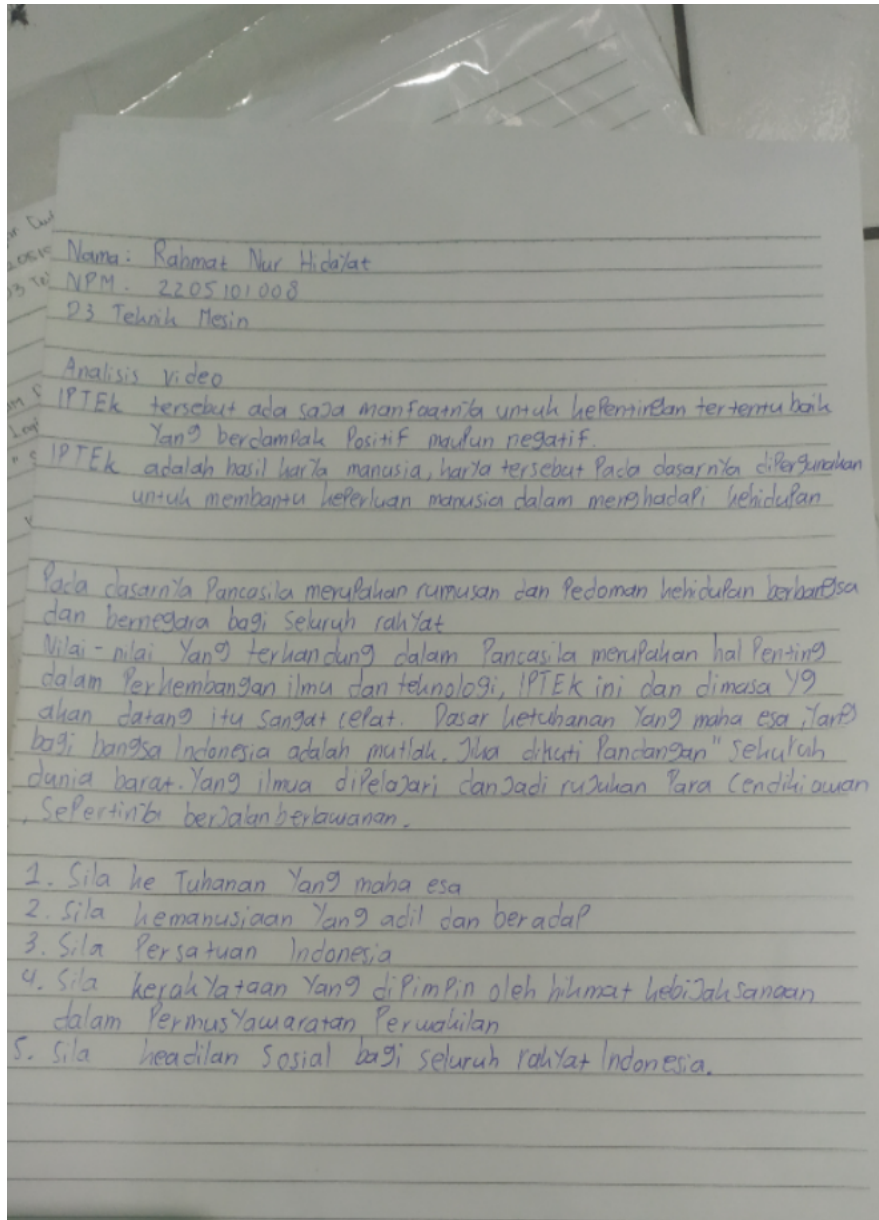 Nama : Rahmat Nur Hidayat
NPM . 2205101008
D3 Teknik Mesin
Analisis video
IPTEk tersebut ada saja manfaatnya untuk kepentingan tertentu baik
Yang berdampak Positif maupun negatif.
IPTEk adalah hasil karya manusia, karya tersebut Pada dasarnya dipergunakan
untuk membantu keperluan manusia dalam menghadapi kehidupan
Pada dasarnya Pancasila merupakan rumusan dan Pedoman kehidupan berbangsa
dan bernegara bagi seluruh rakyat
Nilai - nilai Yang terkandung dalam Pancasila merupakan hal Penting
dalam Perkembangan ilmu dan teknologi, IPTEK ini dan dimasa Yg
akan datang itu sangat cepat. Dasar ketuhanan Yang maha esa, Yang
bagi bangsa Indonesia adalah mutlak. Jika dikuti Pandangan" sekuruh
dunia barat. Yang ilmua dipelajari dan Jadi rujukan Para Cendikiawan
, Sepertinya berjalan berlawanan.
1. Sila ke Tuhanan Yang maha esa
2. Sila kemanusiaan Yang adil dan beradap
3. Sila Persatuan Indonesia
4. Sila kerakyataan Yang dipimpin oleh hikmat kebijaksanaan
dalam Permusyawaratan Perwakilan
5. Sila keadilan Sosial bagi seluruh rakyat Indonesia.